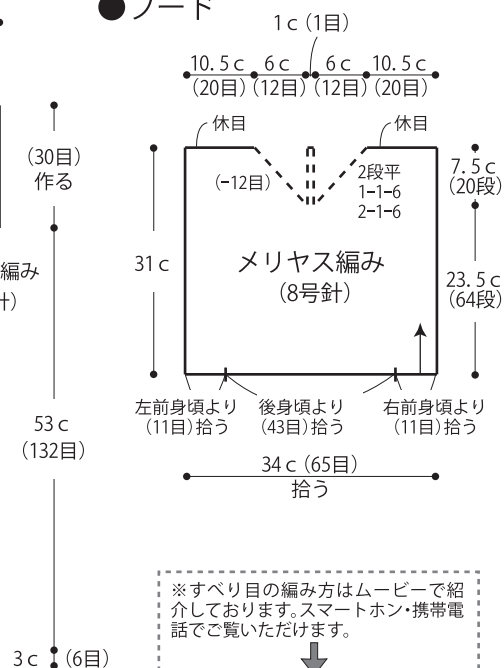 ●フード
1c(1目)
10.5c 6c 6c 10.5c
(20目)(12目)(12目)(20目)
休目 休目
(30目)
作る
(−12目)
2段平
1-1-6
2-1-6
7.5c
(20段)
編み
針)
31c
メリヤス編み
(8号針)
23.5c
(64段)
左前身頃より
(11目)拾う
後身頃より
(43目)拾う
右前身頃より
(11目)拾う
53c
(132目)
34c(65目)
拾う
※すべり目の編み方はムービーで紹
介しております。スマートホン・携帯電
話でご覧いただけます。
3c (6目)